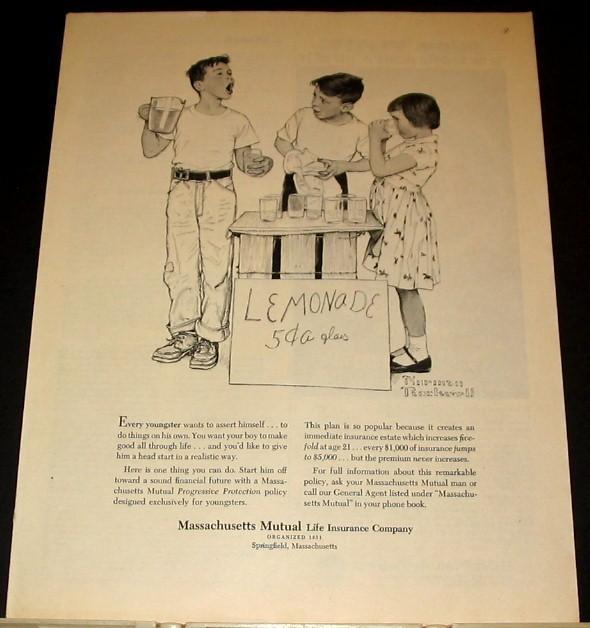 LEMONADE
5¢ a glass
Norman
Rockwell
Every youngster wants to assert himself . . . to
do things on his own. You want your boy to make
good all through life . . . and you'd like to give
him a head start in a realistic way.
Here is one thing you can do. Start him off
toward a sound financial future with a Massa-
chusetts Mutual Progressive Protection policy
designed exclusively for youngsters.
This plan is so popular because it creates an
immediate insurance estate which increases five-
fold at age 21 . . . every $1,000 of insurance jumps
to $5,000 . . . but the premium never increases.
For full information about this remarkable
policy, ask your Massachusetts Mutual man or
call our General Agent listed under "Massachu-
setts Mutual" in your phone book.
Massachusetts Mutual Life Insurance Company
ORGANIZED 1851
Springfield, Massachusetts